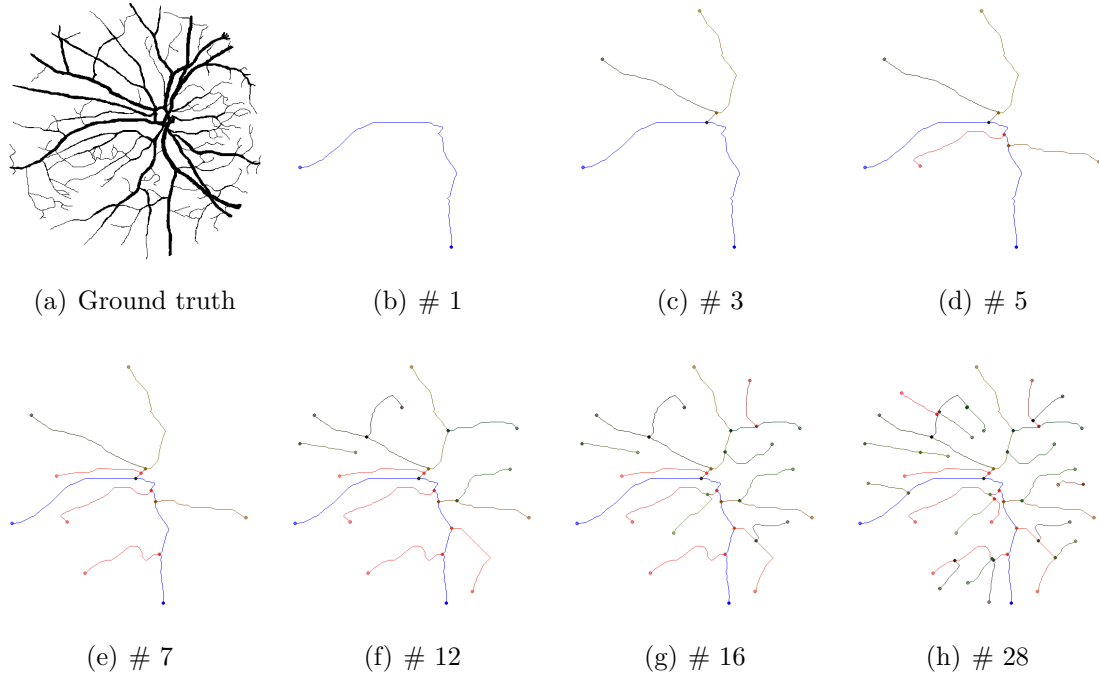 (a) Ground truth
(b) # 1
(c) # 3
(d) # 5
(e) # 7
(f) # 12
(g) # 16
(h) # 28